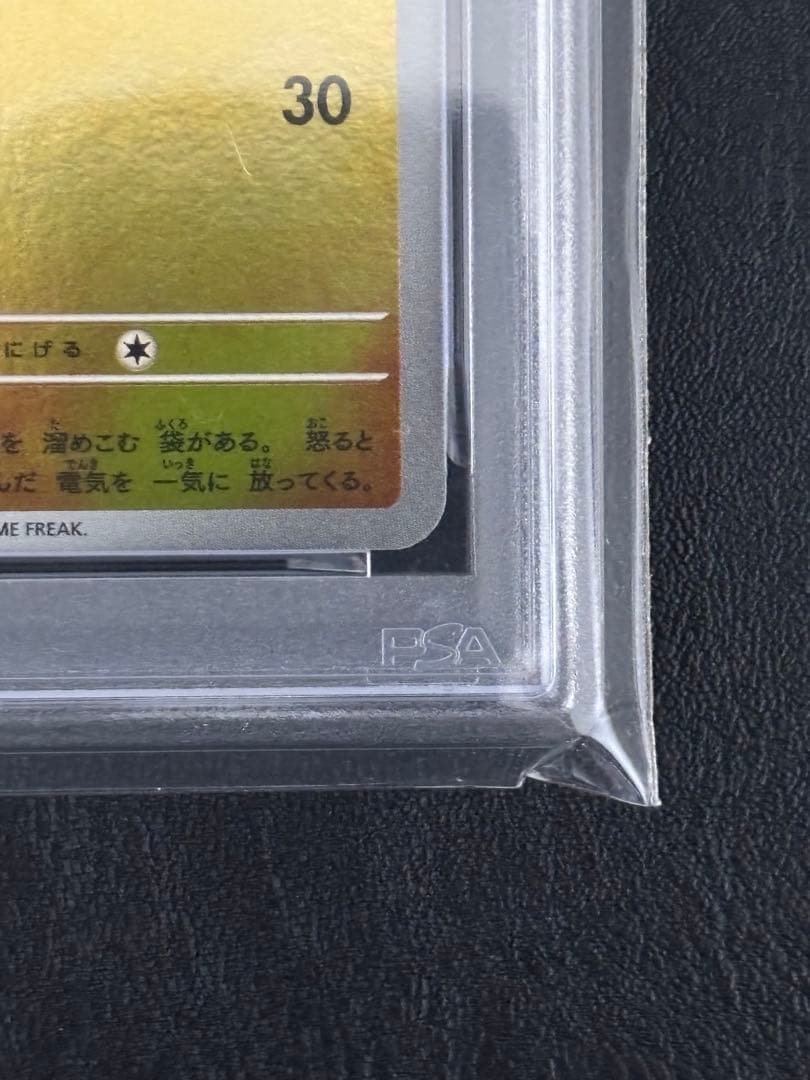 30
にげる
を 溜めこむ 袋がある。 怒ると
んだ 電気を 一気に 放ってくる。
ME FREAK.
PSA